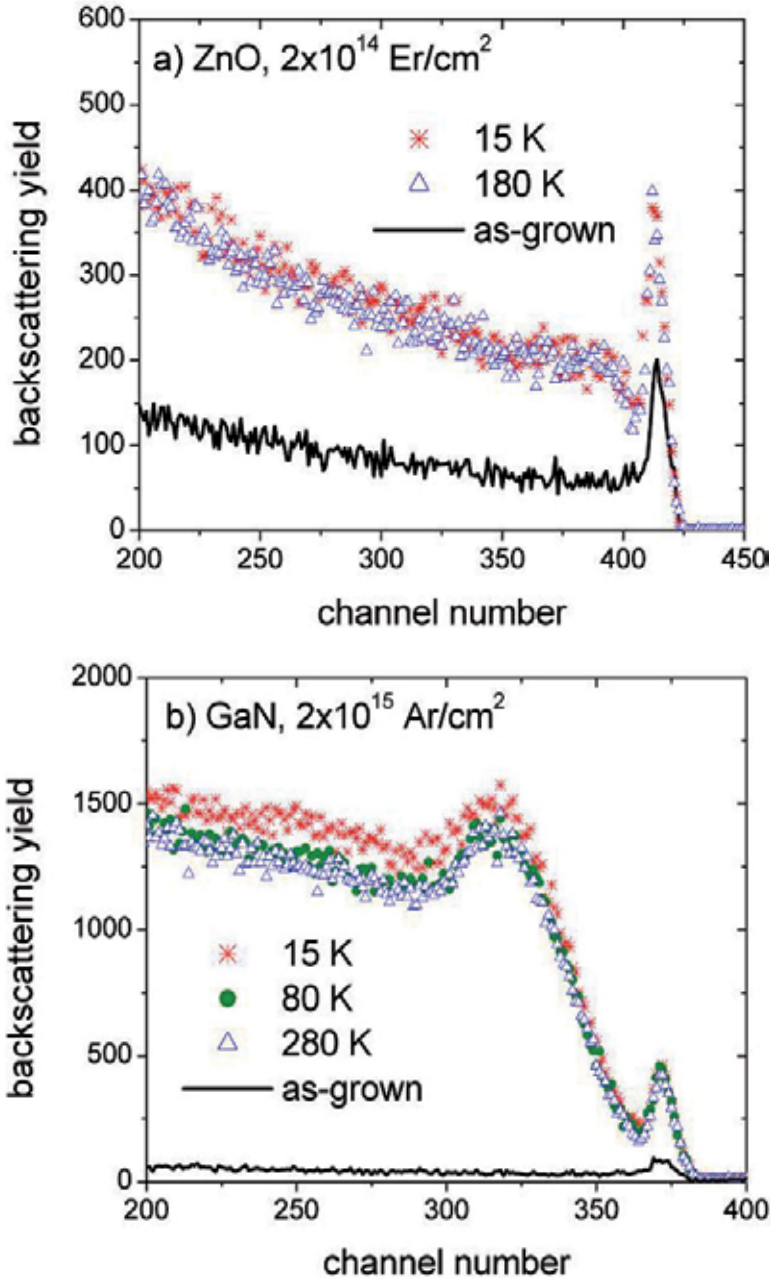 600
a) ZnO, 2x10¹⁴ Er/cm²
500
15 K
400
180 K
as-grown
300
200
100
0
backscattering yield
200 250 300 350 400 450
channel number
2000
b) GaN, 2x10¹⁵ Ar/cm²
1500
1000
15 K
80 K
500
280 K
as-grown
0
backscattering yield
200 250 300 350 400
channel number